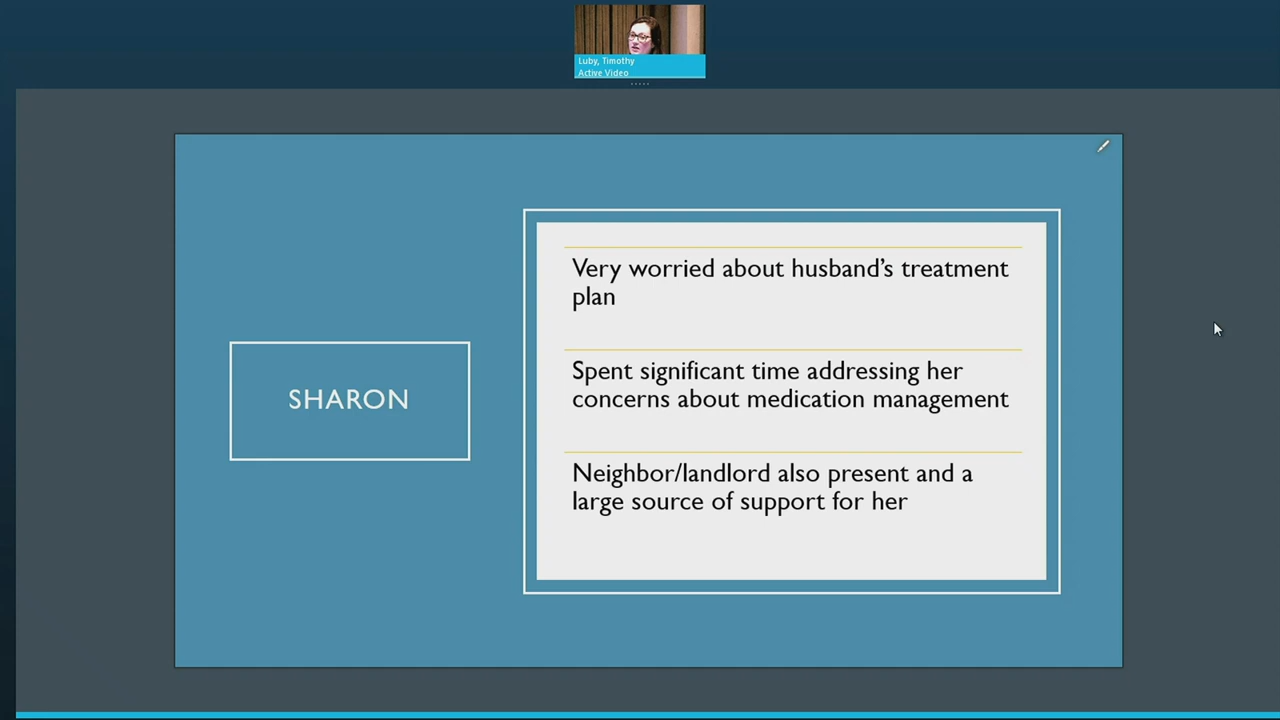 Luby, Timothy
Active Video
SHARON
Very worried about husband's treatment
plan
Spent significant time addressing her
concerns about medication management
Neighbor/landlord also present and a
large source of support for her